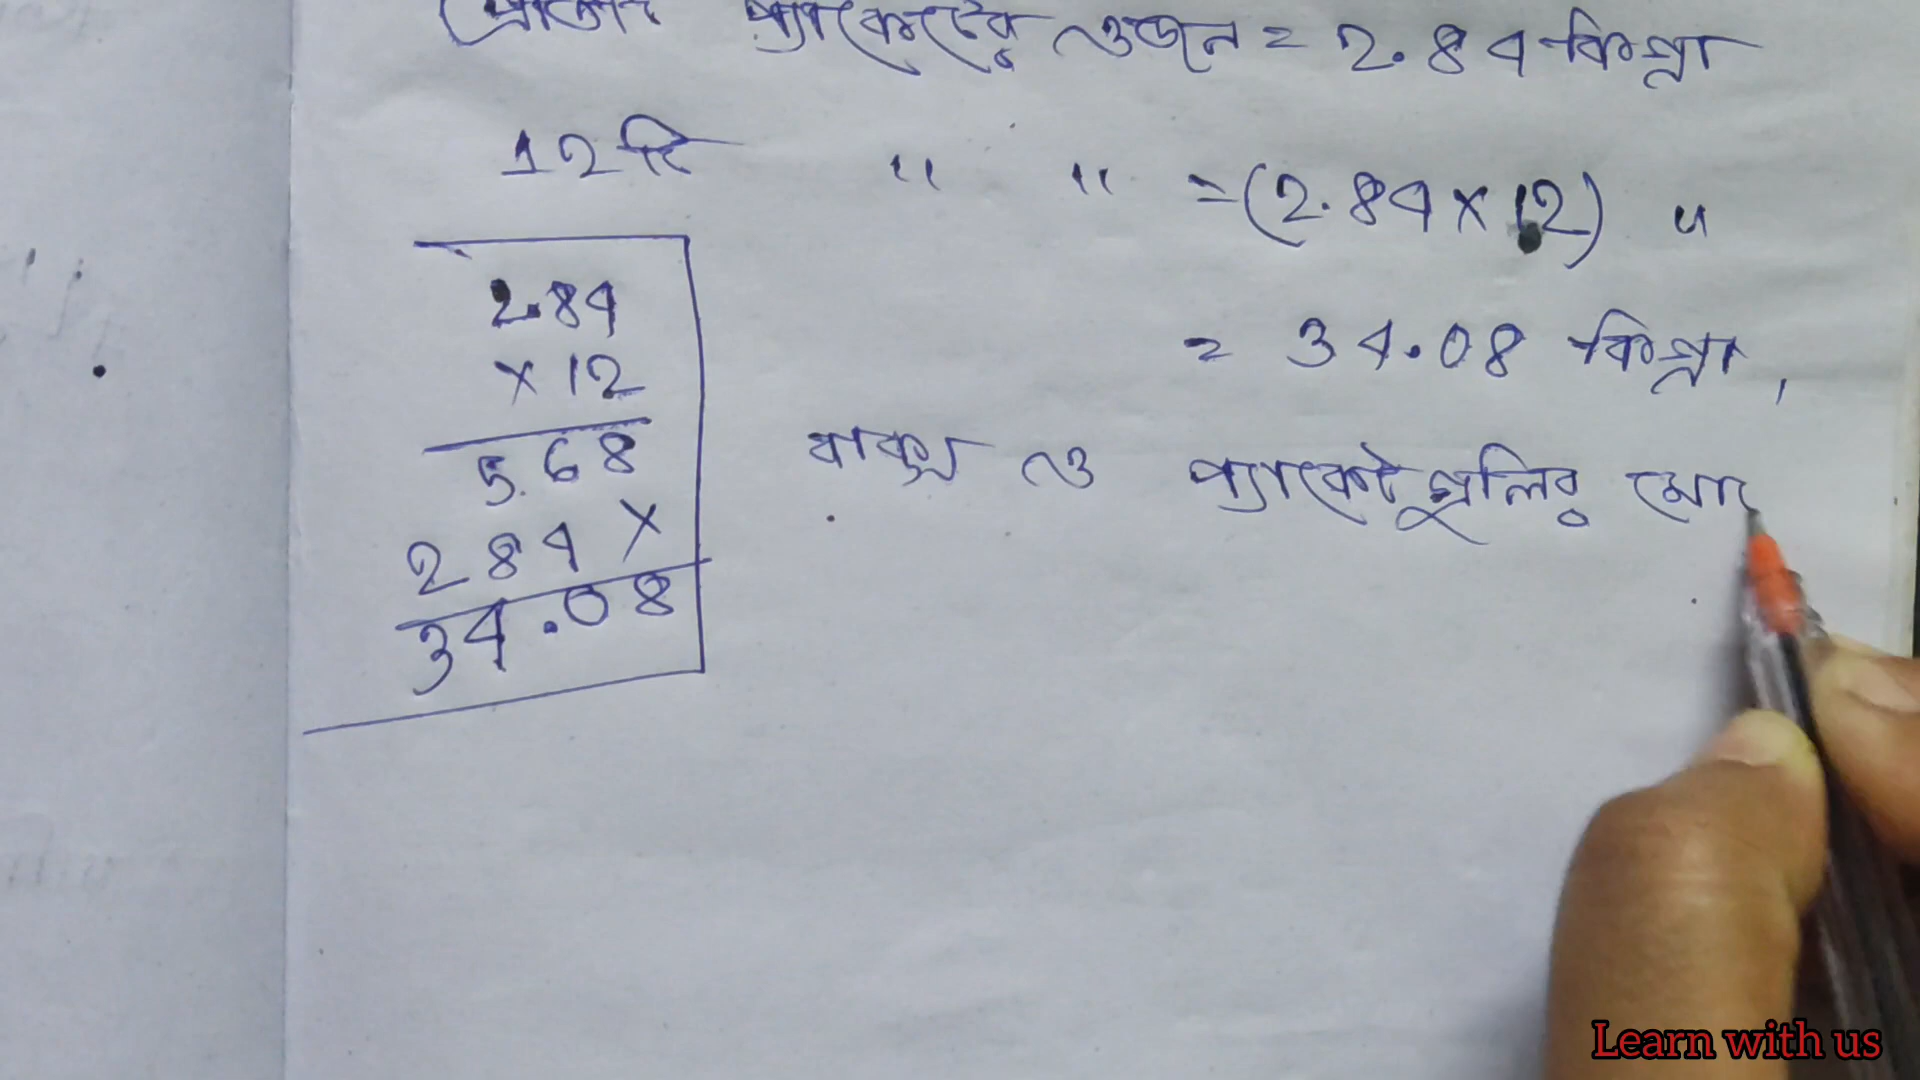 প্রতিটি প্যাকেটের ওজন = 2.84 কিগ্রা
12টি " " = (2.84 × 12) "
= 34.08 কিগ্রা,
2.84
× 12
5.68
284 ×
34.08
বাক্স ও প্যাকেটগুলির মোট
Learn with us